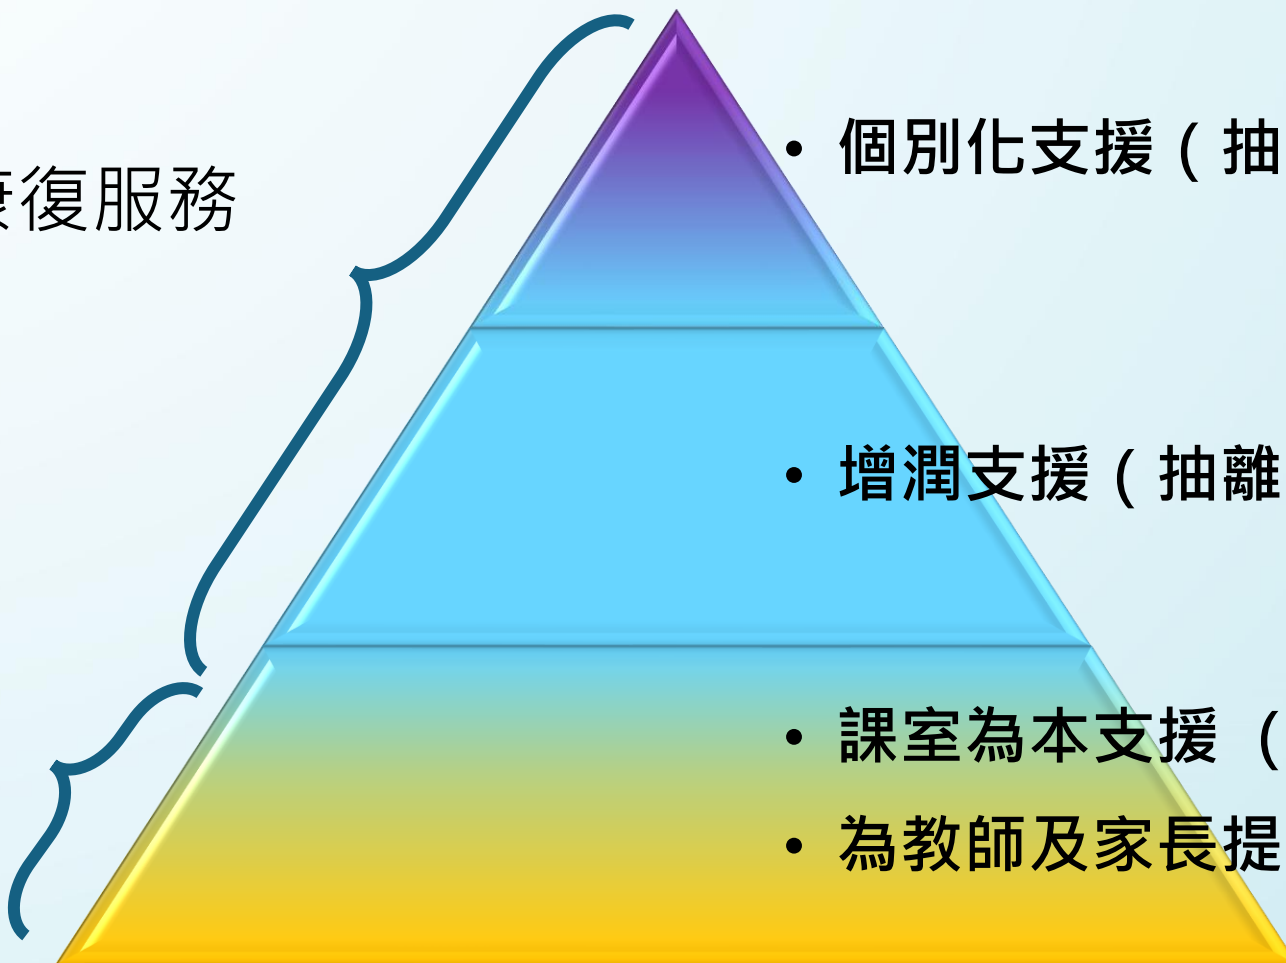 • 個別化支援（抽
康復服務
• 增潤支援（抽離
• 課室為本支援 （
• 為教師及家長提